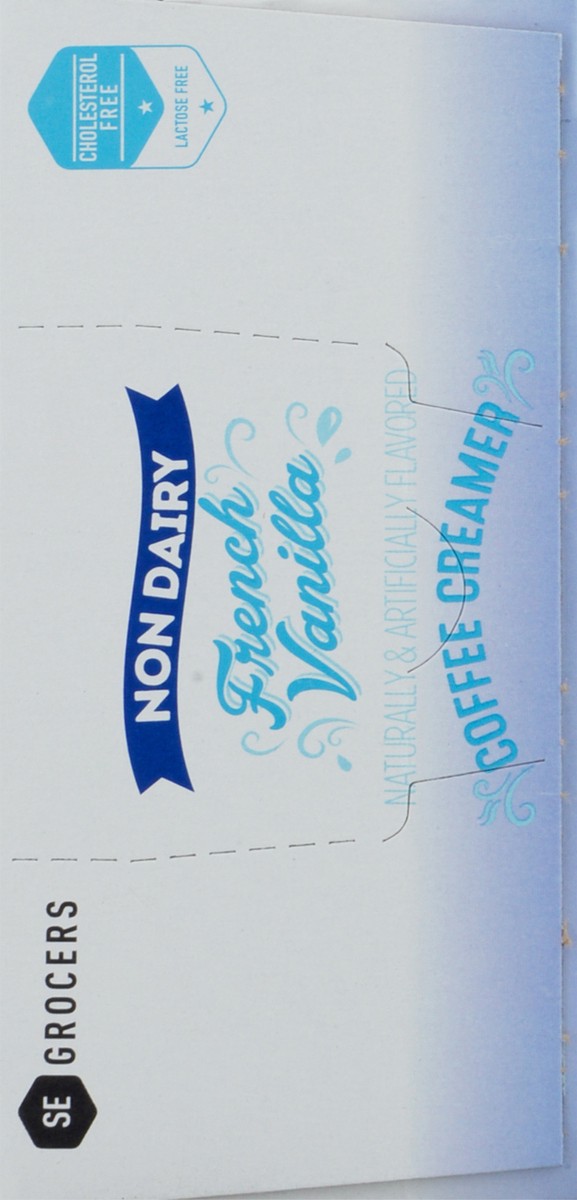 SE GROCERS
CHOLESTEROL
FREE
LACTOSE FREE
NON DAIRY
French
Vanilla
NATURALLY & ARTIFICIALLY FLAVORED
COFFEE CREAMER